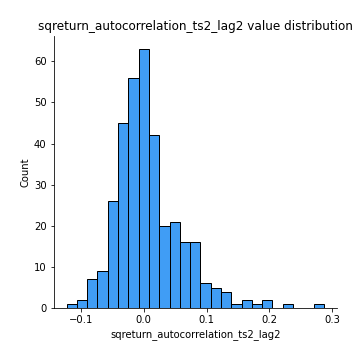 sqreturn_autocorrelation_ts2_lag2 value distribution
60
50
40
30
20
10
0
Count
−0.1 0.0 0.1 0.2 0.3
sqreturn_autocorrelation_ts2_lag2